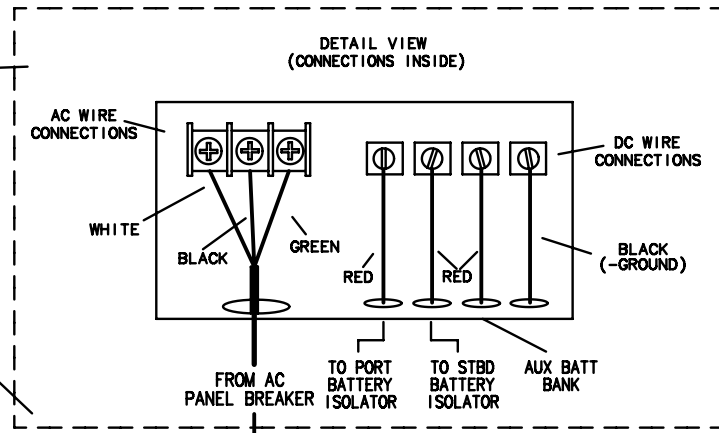 DETAIL VIEW
(CONNECTIONS INSIDE)
AC WIRE
CONNECTIONS
DC WIRE
CONNECTIONS
WHITE
BLACK
GREEN
RED
RED
BLACK
(-GROUND)
FROM AC
PANEL BREAKER
TO PORT
BATTERY
ISOLATOR
TO STBD
BATTERY
ISOLATOR
AUX BATT
BANK